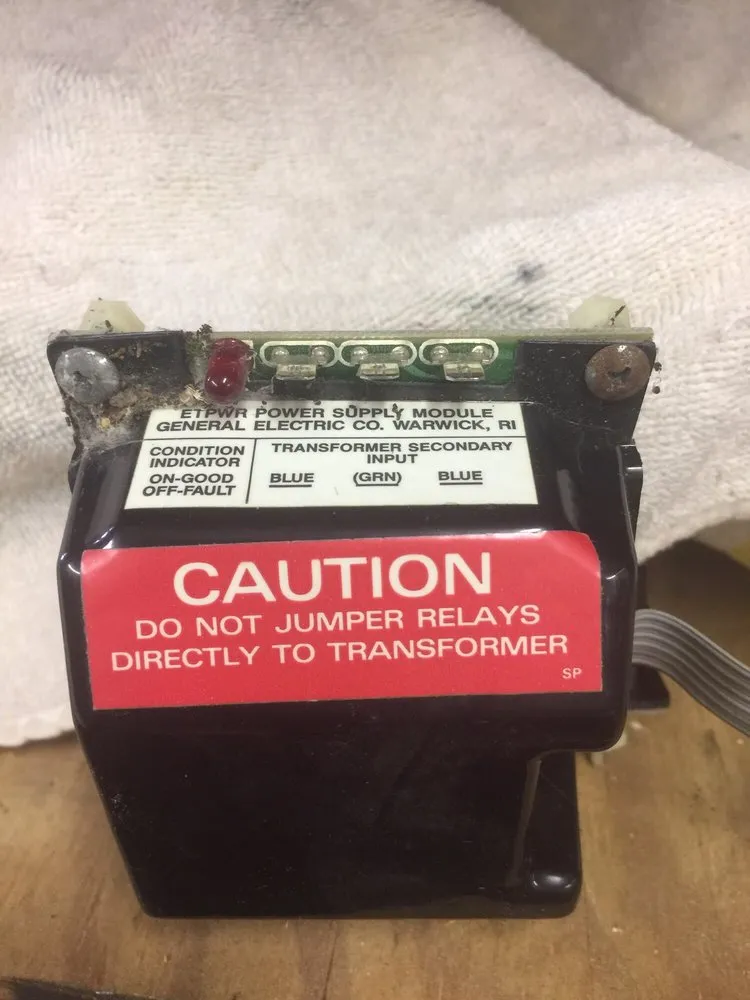 ETPWR POWER SUPPLY MODULE
GENERAL ELECTRIC CO. WARWICK, RI
CONDITION INDICATOR
ON-GOOD
OFF-FAULT
TRANSFORMER SECONDARY
INPUT
BLUE (GRN) BLUE
CAUTION
DO NOT JUMPER RELAYS
DIRECTLY TO TRANSFORMER
SP